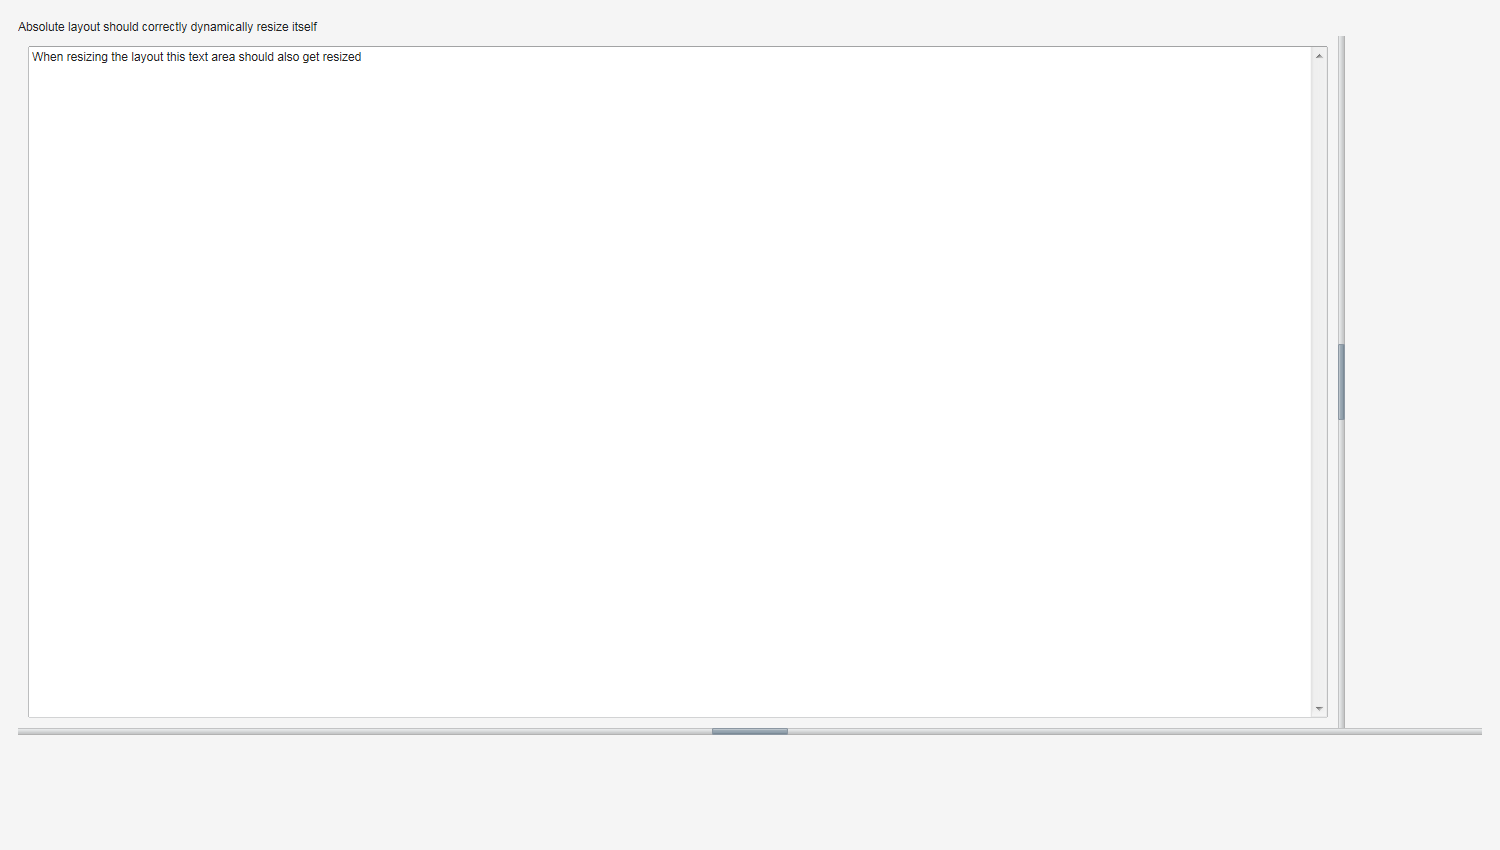 Absolute layout should correctly dynamically resize itself
When resizing the layout this text area should also get resized